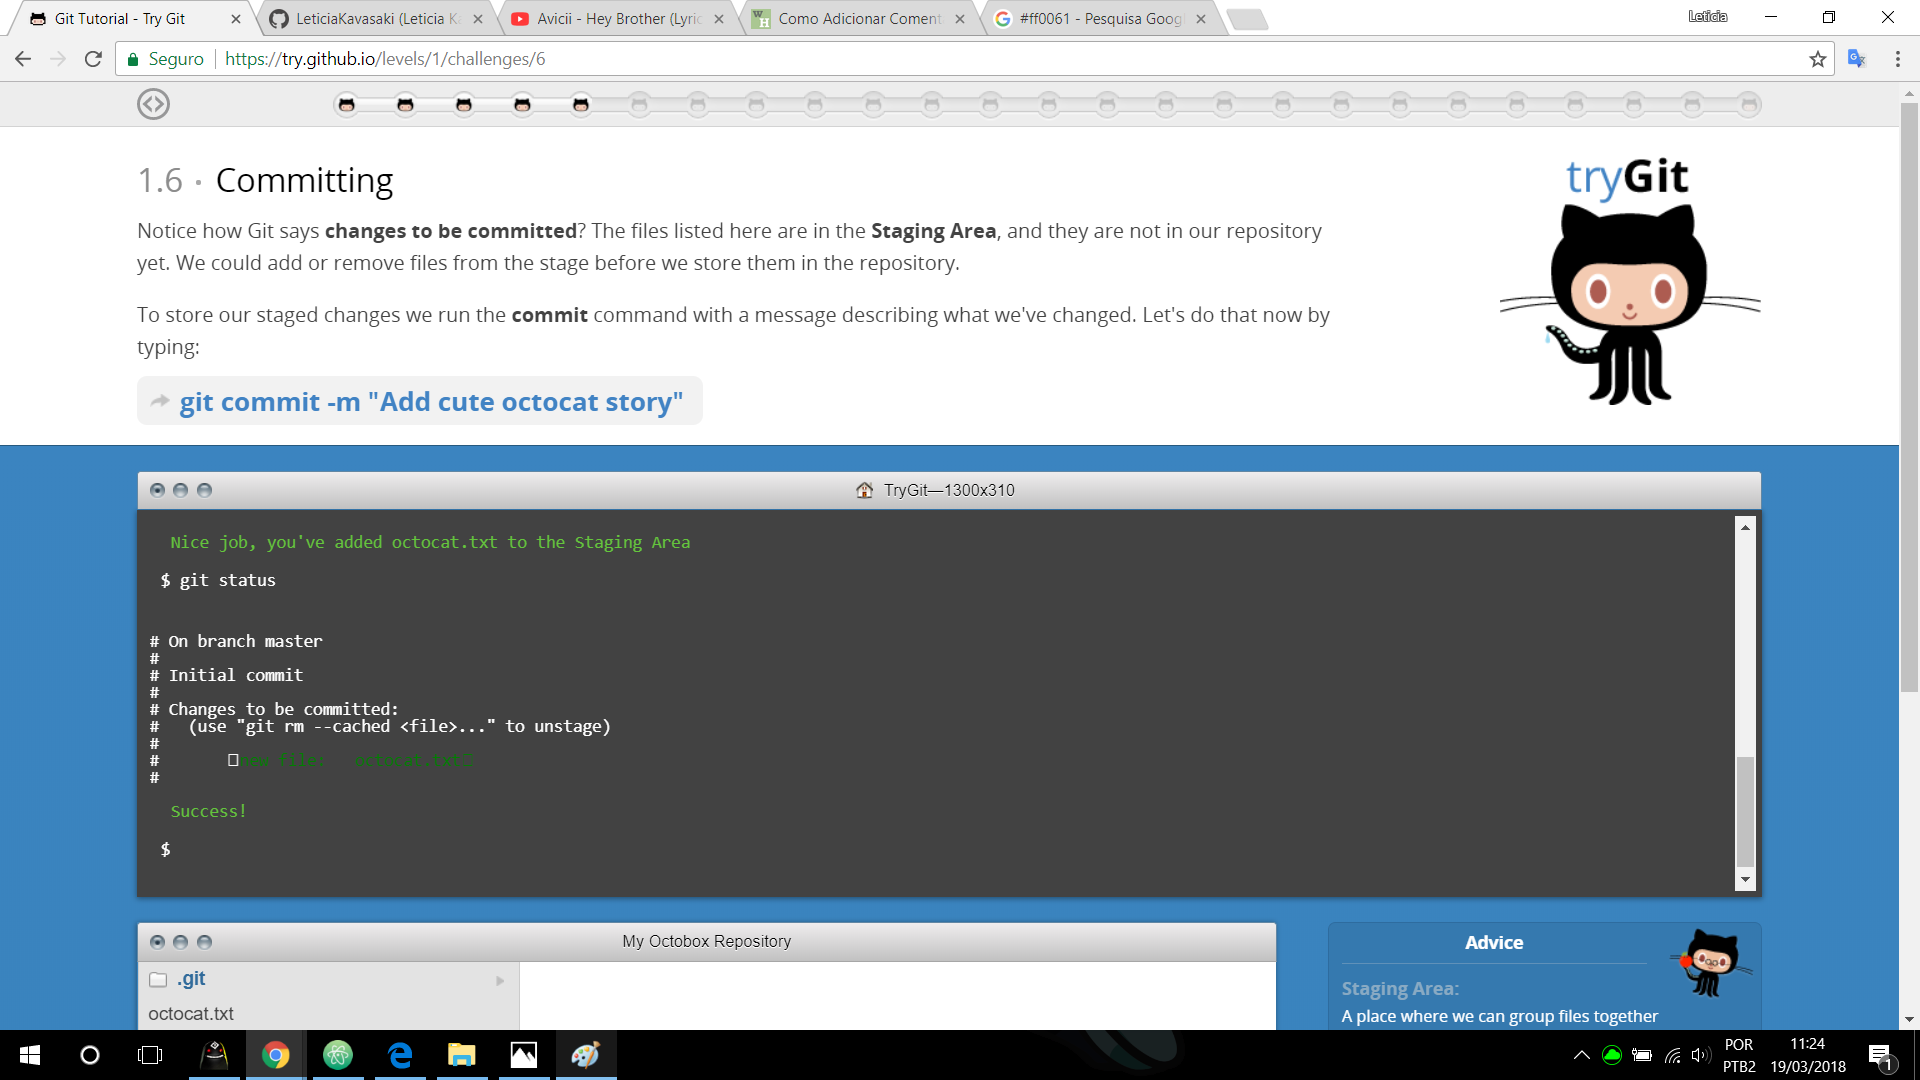 Git Tutorial - Try Git
LeticiaKavasaki (Leticia K
Avicii - Hey Brother (Lyric
Como Adicionar Coment
#ff0061 - Pesquisa Goog
Leticia
Seguro
https://try.github.io/levels/1/challenges/6
1.6 · Committing
Notice how Git says changes to be committed? The files listed here are in the Staging Area, and they are not in our repository
yet. We could add or remove files from the stage before we store them in the repository.
To store our staged changes we run the commit command with a message describing what we've changed. Let's do that now by
typing:
git commit -m "Add cute octocat story"
tryGit
TryGit—1300x310
Nice job, you've added octocat.txt to the Staging Area
$ git status
# On branch master
#
# Initial commit
#
# Changes to be committed:
#   (use "git rm --cached <file>..." to unstage)
#
#       new file:   octocat.txt
#
Success!
$
My Octobox Repository
.git
octocat.txt
Advice
Staging Area:
A place where we can group files together
POR
PTB2
11:24
19/03/2018
1